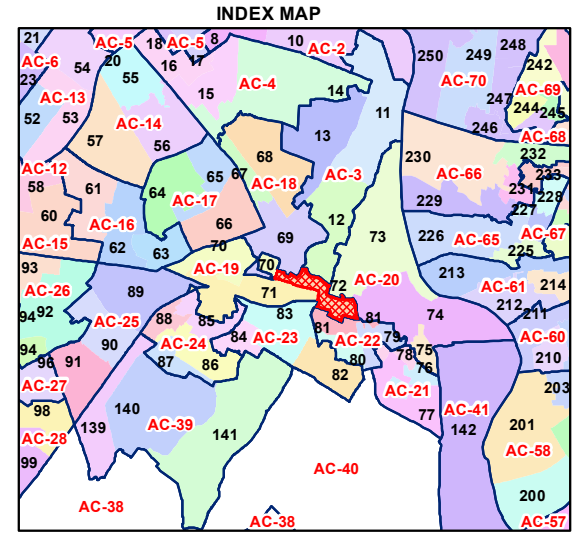 INDEX MAP
21 AC-5 18 AC-5 8 10 AC-2 248
AC-6 54 20 16 17 250 249 242
23 55 AC-4 14 AC-70 AC-69
AC-13 15 11 247 244 245
52 53 AC-14 13 246 AC-68
57 56 68 230 232
AC-12 65 67 AC-3 AC-66 233
58 61 64 AC-18 231 228
60 AC-16 AC-17 12 229 227
AC-15 62 63 66 69 73 226 AC-65 AC-67
70 225
93 AC-19 70 72 AC-20 213 AC-61 214
AC-26 89 71 212
94 92 AC-25 88 85 83 81 81 74 211
94 90 AC-24 84 AC-23 AC-22 79 75 AC-60
96 91 87 86 80 78 76 210
AC-27 82 AC-21 203
98 140 AC-39 77 AC-41 201
AC-28 139 141 142 AC-58
99 AC-40
AC-38 200
AC-38 AC-57